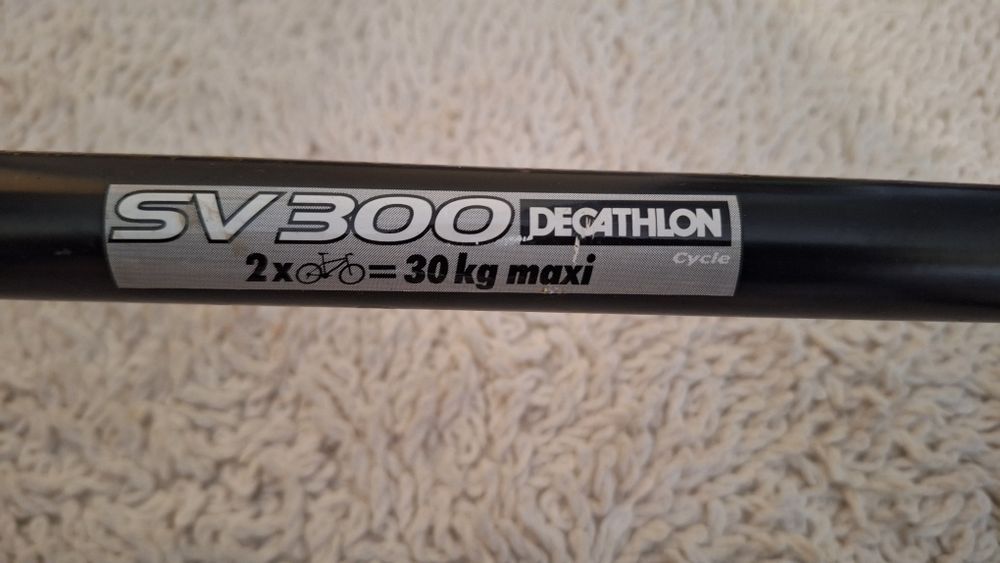 SV300 DECATHLON
Cycle
2x = 30 kg maxi